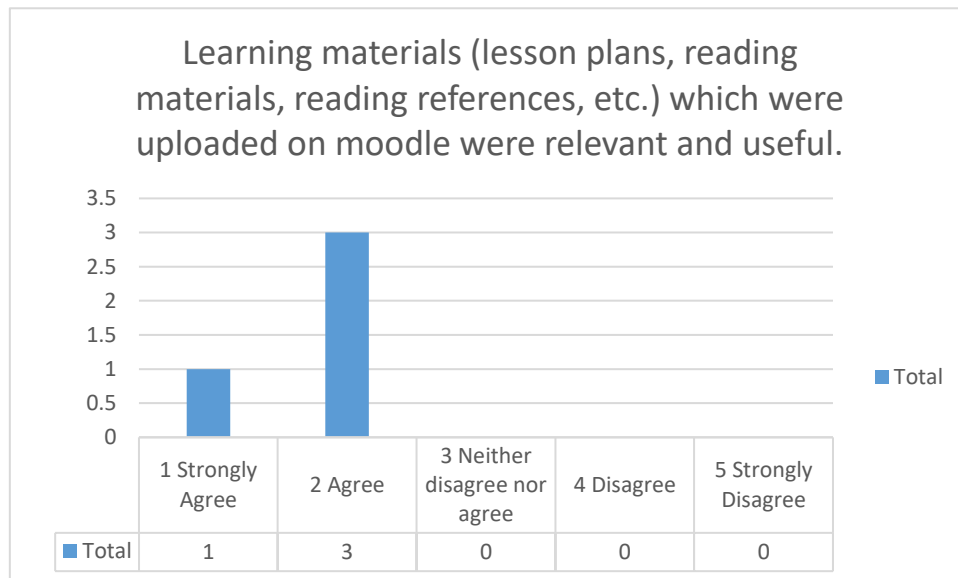 Learning materials (lesson plans, reading
materials, reading references, etc.) which were
uploaded on moodle were relevant and useful.
3.5
3
2.5
2
1.5
1
0.5
0
1 Strongly
Agree
2 Agree
3 Neither
disagree nor
agree
4 Disagree
5 Strongly
Disagree
Total 1 3 0 0 0
Total